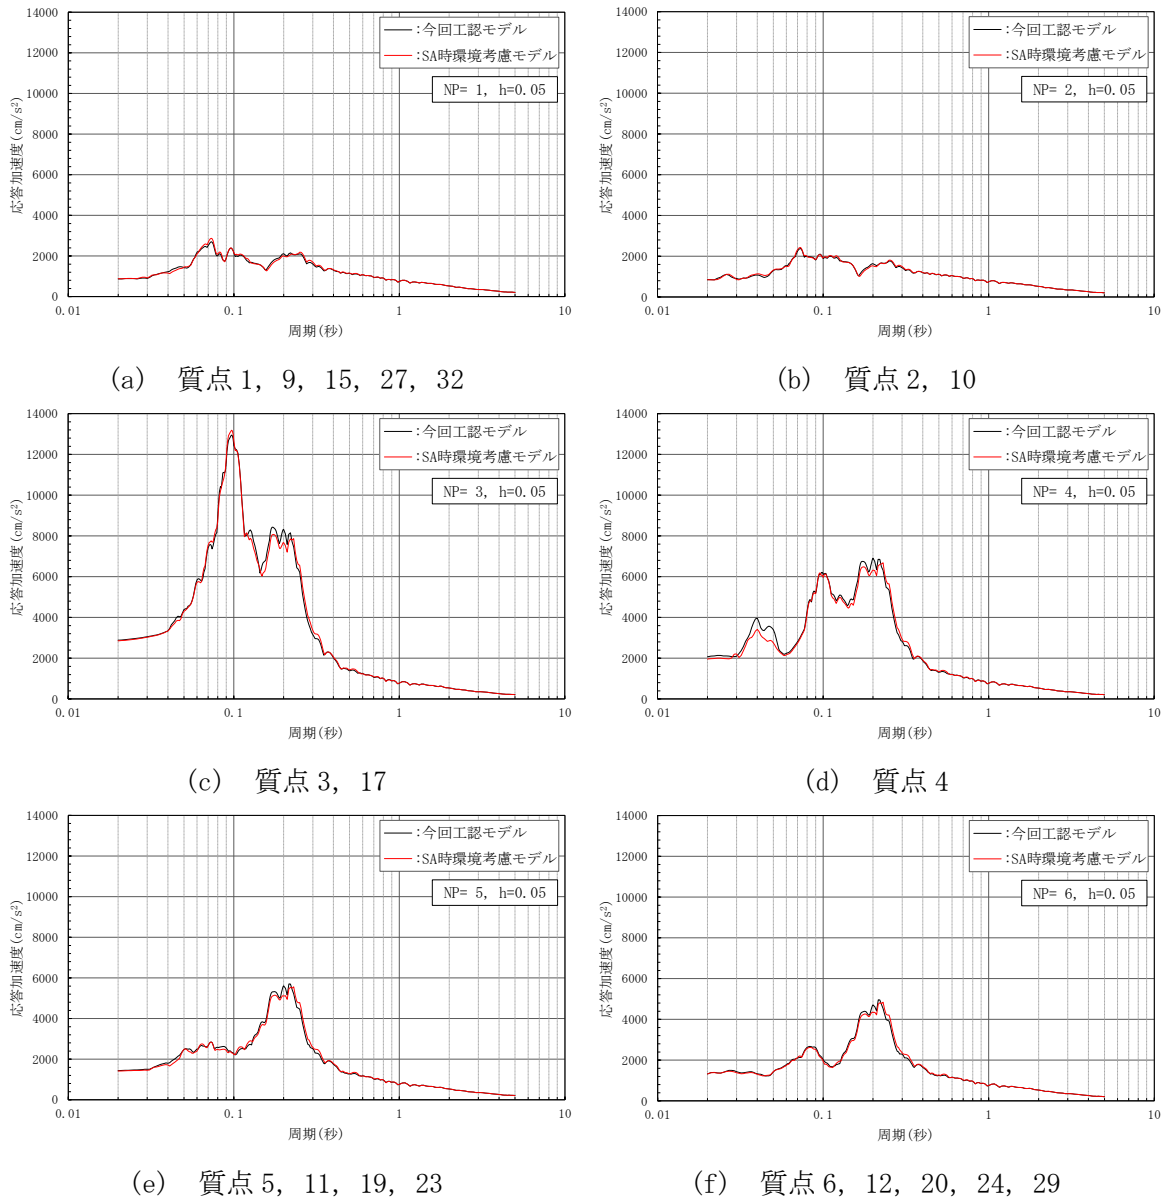 14000
12000
10000
8000
6000
4000
2000
0
応答加速度(cm/s²)
0.01
0.1
1
10
周期(秒)
:今回工認モデル
:SA時環境考慮モデル
NP= 1, h=0.05
(a) 質点1, 9, 15, 27, 32
14000
12000
10000
8000
6000
4000
2000
0
応答加速度(cm/s²)
0.01
0.1
1
10
周期(秒)
:今回工認モデル
:SA時環境考慮モデル
NP= 2, h=0.05
(b) 質点2, 10
14000
12000
10000
8000
6000
4000
2000
0
応答加速度(cm/s²)
0.01
0.1
1
10
周期(秒)
:今回工認モデル
:SA時環境考慮モデル
NP= 3, h=0.05
(c) 質点3, 17
14000
12000
10000
8000
6000
4000
2000
0
応答加速度(cm/s²)
0.01
0.1
1
10
周期(秒)
:今回工認モデル
:SA時環境考慮モデル
NP= 4, h=0.05
(d) 質点4
14000
12000
10000
8000
6000
4000
2000
0
応答加速度(cm/s²)
0.01
0.1
1
10
周期(秒)
:今回工認モデル
:SA時環境考慮モデル
NP= 5, h=0.05
(e) 質点5, 11, 19, 23
14000
12000
10000
8000
6000
4000
2000
0
応答加速度(cm/s²)
0.01
0.1
1
10
周期(秒)
:今回工認モデル
:SA時環境考慮モデル
NP= 6, h=0.05
(f) 質点6, 12, 20, 24, 29